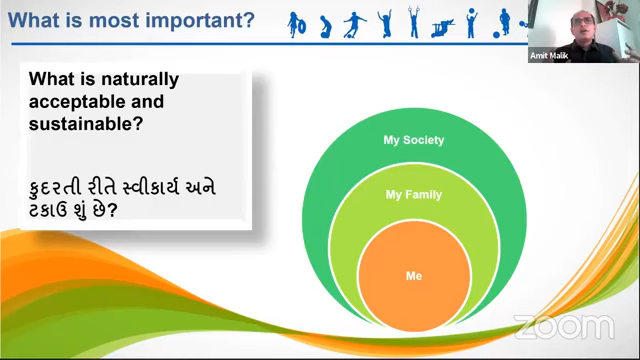 What is most important?
Amit Malik
What is naturally
acceptable and
sustainable?
કુદરતી રીતે સ્વીકાર્ય અને
ટકાઉ શું છે?
My Society
My Family
Me
zoom